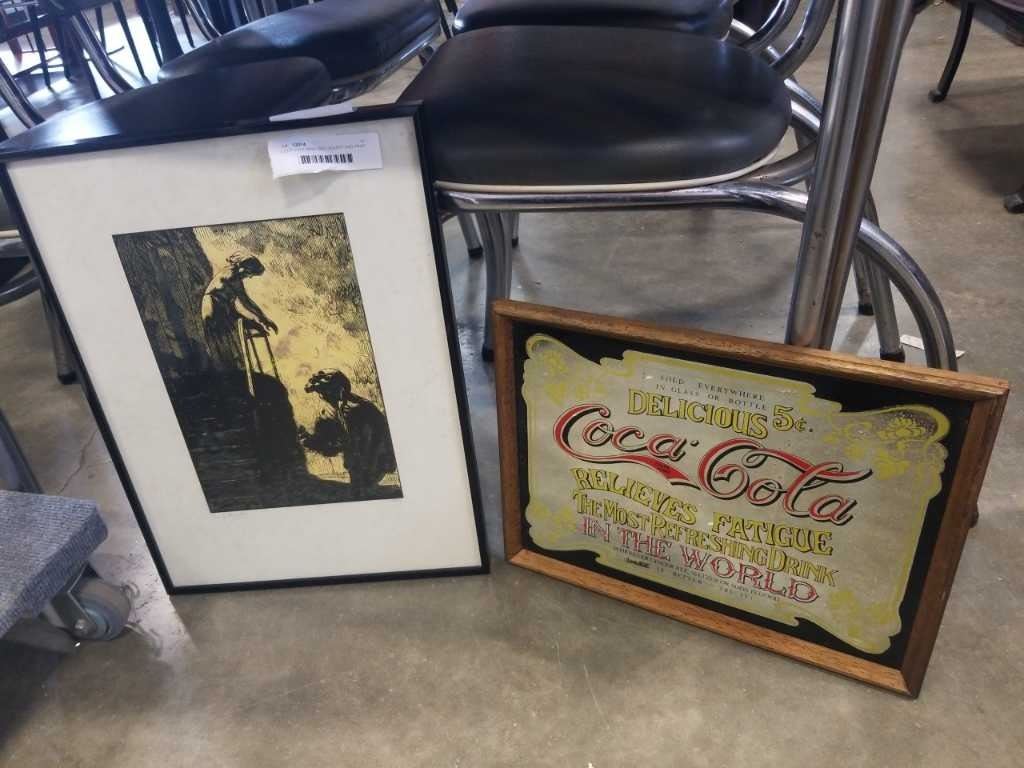 SOLD EVERYWHERE
IN GLASS OR BOTTLE
DELICIOUS 5¢.
Coca-Cola
RELIEVES FATIGUE
THE MOST REFRESHING DRINK
IN THE WORLD